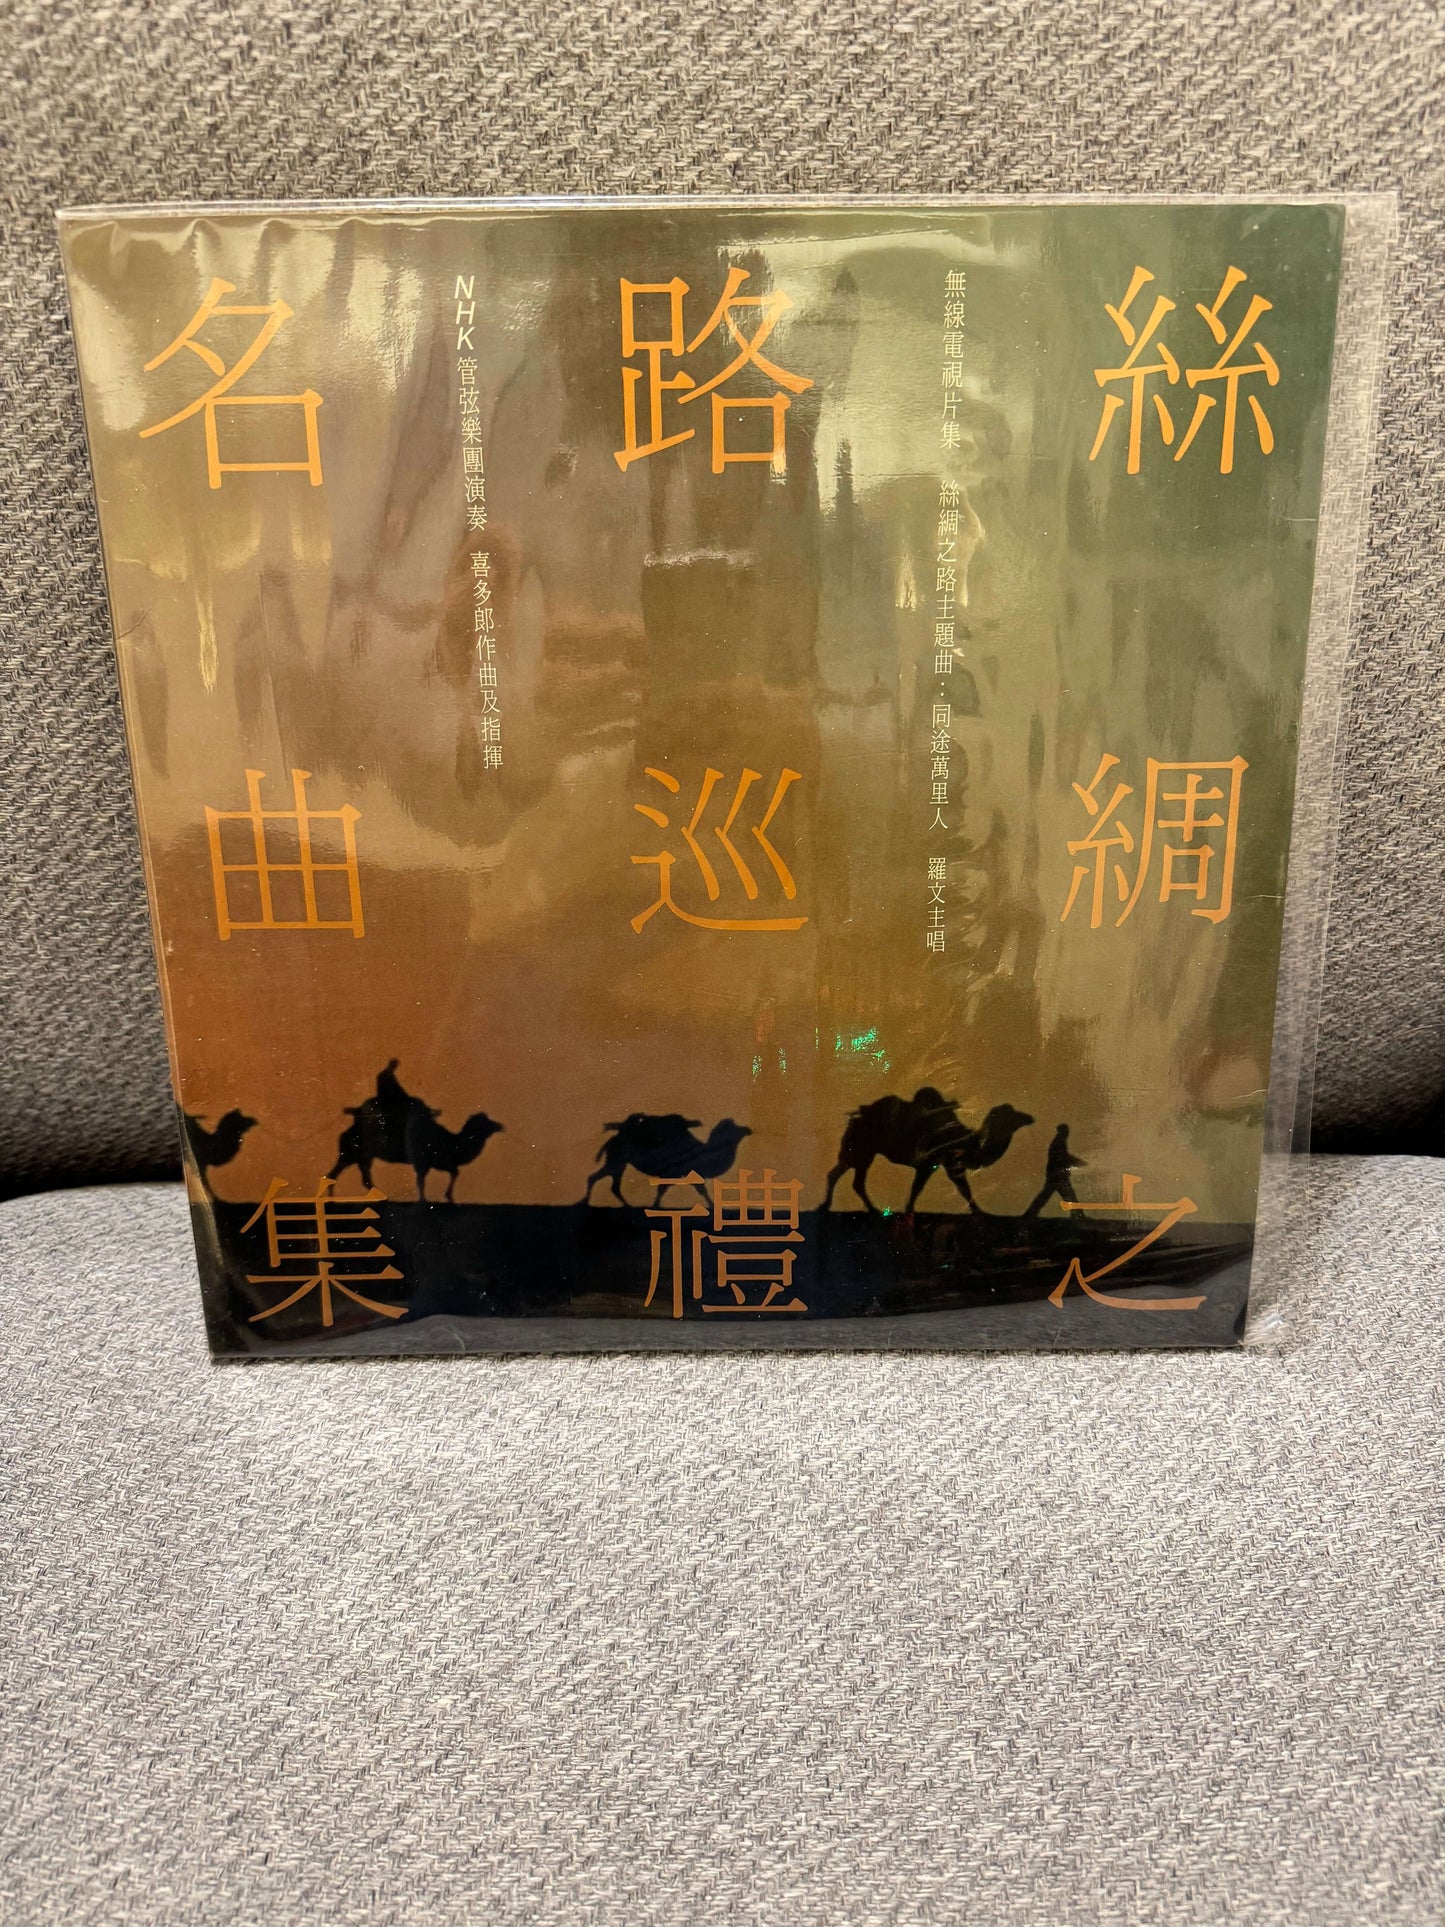 絲綢之
無線電視片集 絲綢之路主題曲：同途萬里人 羅文主唱
路巡禮
NHK管弦樂團演奏 喜多郎作曲及指揮
名曲集